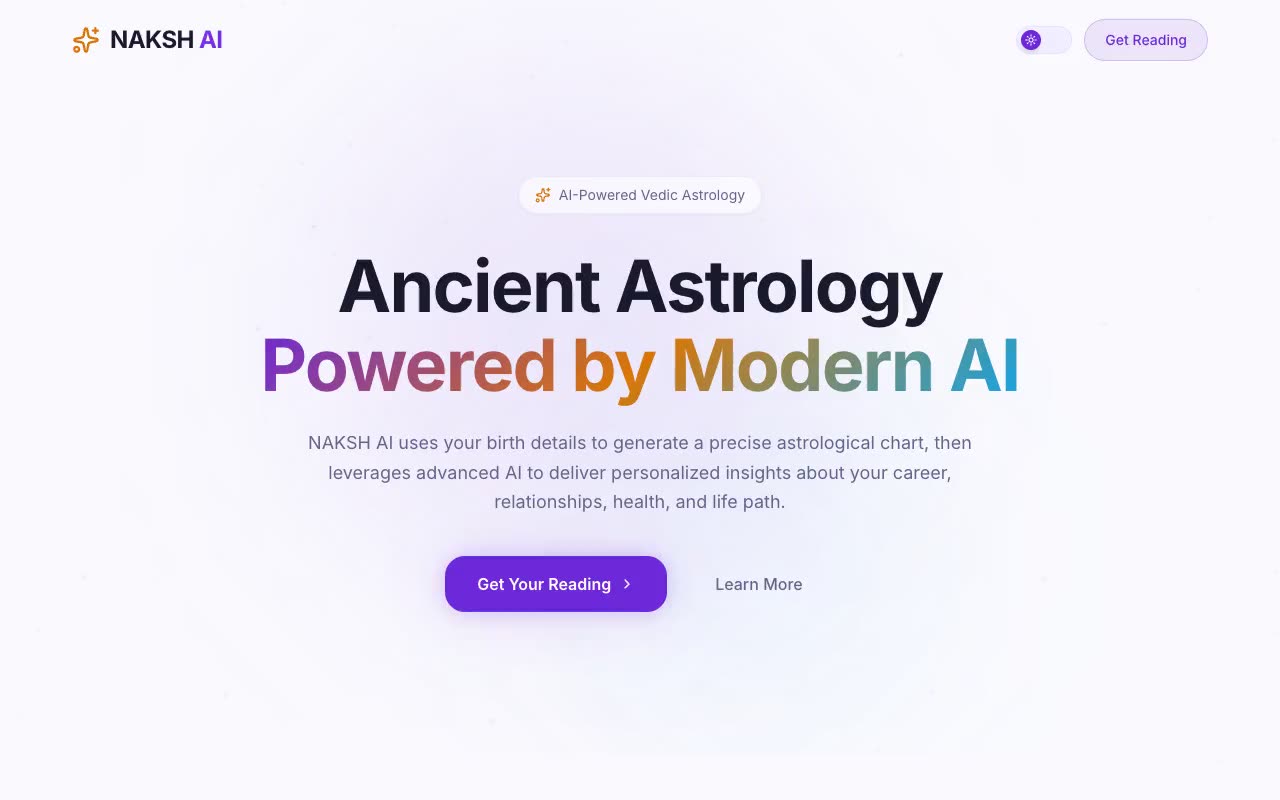 NAKSH AI
Get Reading
AI-Powered Vedic Astrology
Ancient Astrology
Powered by Modern AI
NAKSH AI uses your birth details to generate a precise astrological chart, then
leverages advanced AI to deliver personalized insights about your career,
relationships, health, and life path.
Get Your Reading
Learn More